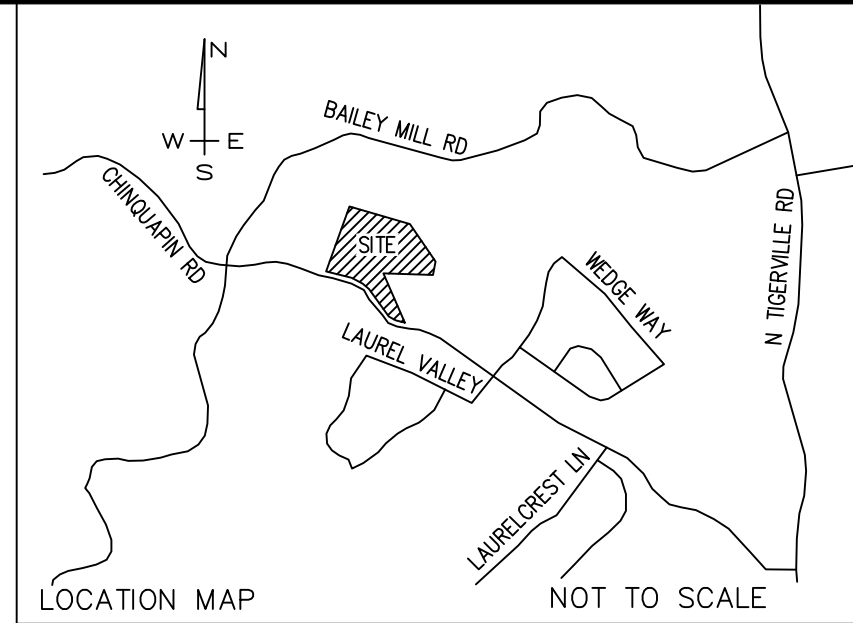 N
W E
S
BAILEY MILL RD
CHINQUAPIN RD
SITE
WEDGE WAY
N TIGERVILLE RD
LAUREL VALLEY
LAURELCREST LN
LOCATION MAP
NOT TO SCALE